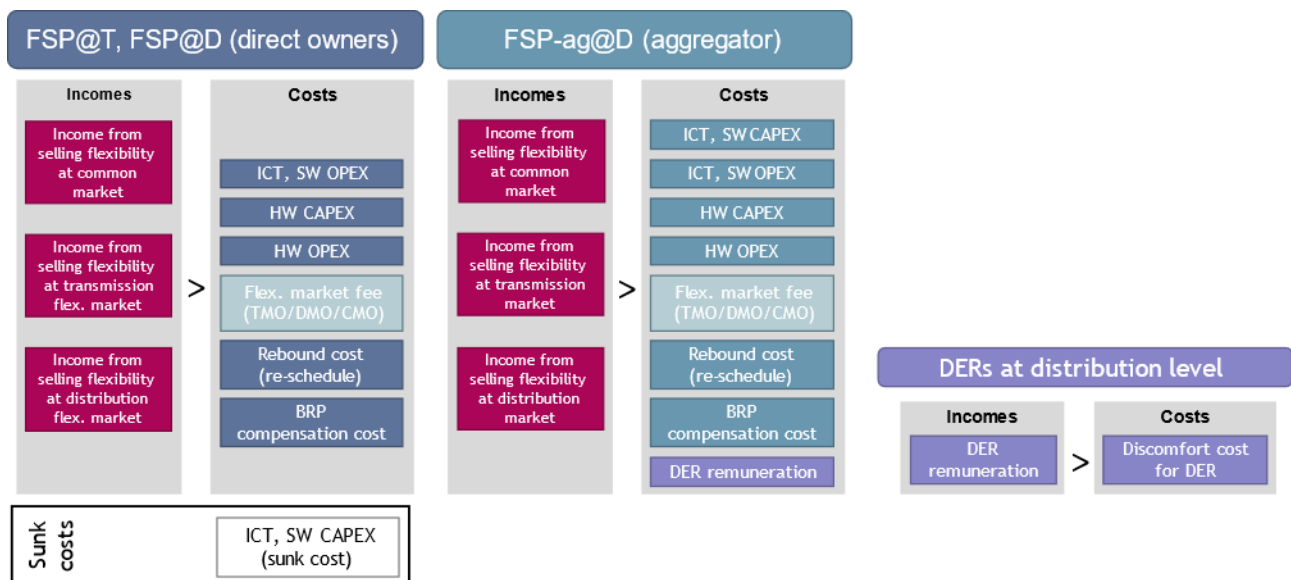 FSP@T, FSP@D (direct owners)
Incomes
Income from
selling flexibility
at common
market
Income from
selling flexibility
at transmission
flex. market
Income from
selling flexibility
at distribution
flex. market
>
Costs
ICT, SW OPEX
HW CAPEX
HW OPEX
Flex. market fee
(TMO/DMO/CMO)
Rebound cost
(re-schedule)
BRP
compensation cost
Sunk
costs
ICT, SW CAPEX
(sunk cost)
FSP-ag@D (aggregator)
Incomes
Income from
selling flexibility
at common
market
Income from
selling flexibility
at transmission
market
Income from
selling flexibility
at distribution
market
>
Costs
ICT, SW CAPEX
ICT, SW OPEX
HW CAPEX
HW OPEX
Flex. market fee
(TMO/DMO/CMO)
Rebound cost
(re-schedule)
BRP
compensation cost
DER remuneration
DERs at distribution level
Incomes
DER
remuneration
>
Costs
Discomfort cost
for DER